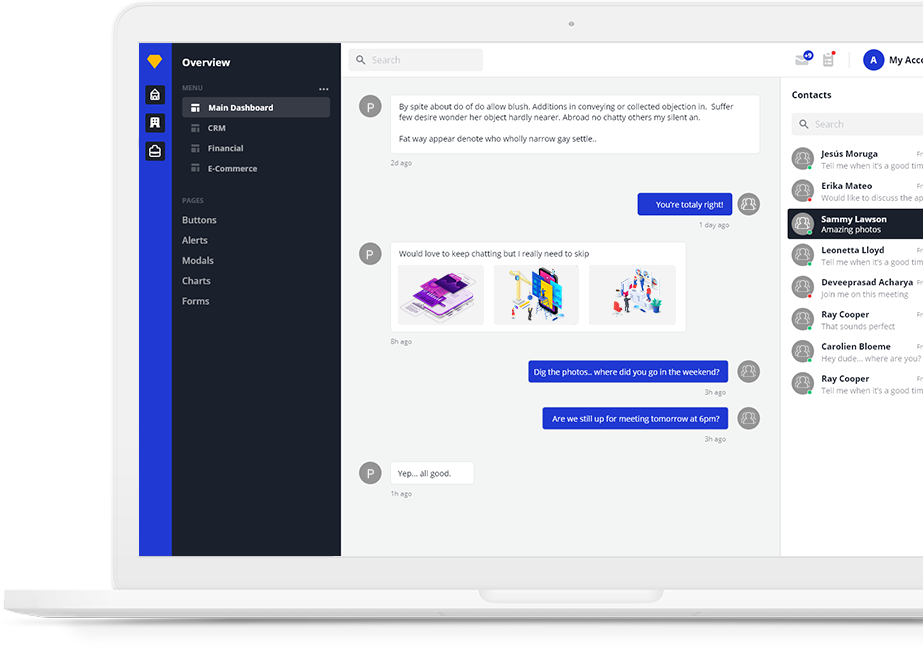 Overview
MENU
Main Dashboard
CRM
Financial
E-Commerce
PAGES
Buttons
Alerts
Modals
Charts
Forms
Search
+9
A
My Acco
P
By spite about do of do allow blush. Additions in conveying or collected objection in. Suffer
few desire wonder her object hardly nearer. Abroad no chatty others my silent an.
Fat way appear denote who wholly narrow gay settle..
2d ago
You're totaly right!
1 day ago
P
Would love to keep chatting but I really need to skip
8h ago
Dig the photos.. where did you go in the weekend?
3h ago
Are we still up for meeting tomorrow at 6pm?
3h ago
P
Yep... all good.
1h ago
Contacts
Search
Jesús Moruga
Fr
Tell me when it's a good tim
Erika Mateo
Fr
Would like to discuss the ap
Sammy Lawson
Amazing photos
Leonetta Lloyd
Fr
Tell me when it's a good tim
Deveeprasad Acharya
Fr
Join me on this meeting
Ray Cooper
Fr
That sounds perfect
Carolien Bloeme
Fr
Hey dude... where are you?
Ray Cooper
Fr
Tell me when it's a good tim